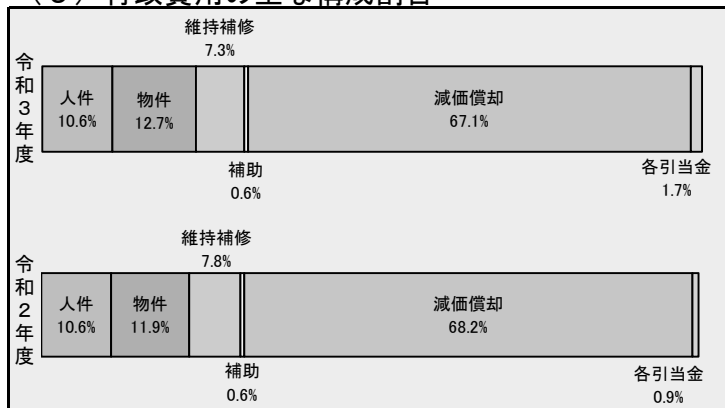 (3) 行政費用の主な構成割合
令和3年度
維持補修
7.3%
人件
10.6%
物件
12.7%
減価償却
67.1%
補助
0.6%
各引当金
1.7%
令和2年度
維持補修
7.8%
人件
10.6%
物件
11.9%
減価償却
68.2%
補助
0.6%
各引当金
0.9%